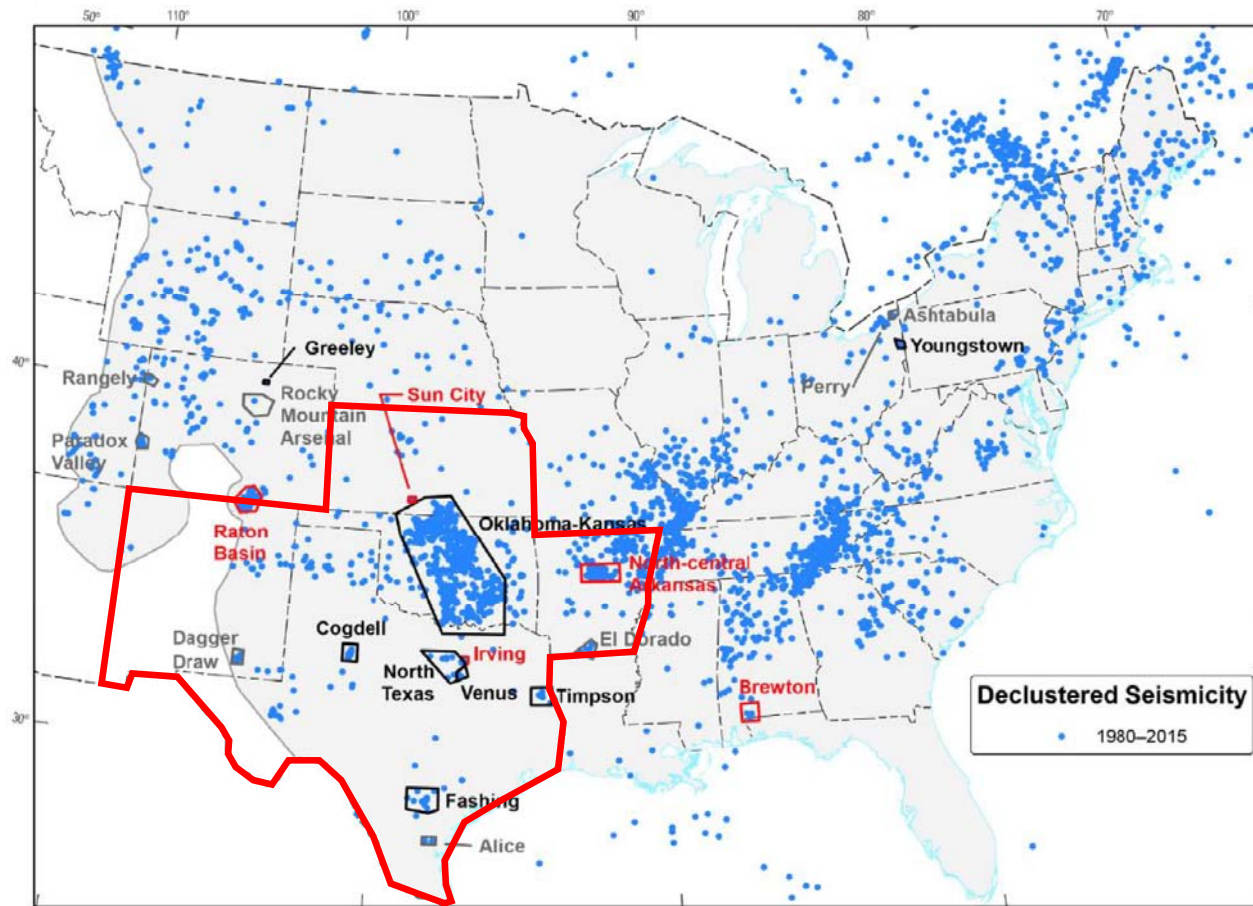 50°
110°
100°
90°
80°
70°
40°
30°
Greeley
Rangely
Rocky
Mountain
Arsenal
Sun City
Paradox
Valley
Raton
Basin
Oklahoma-Kansas
North-central
Arkansas
Ashtabula
Youngstown
Perry
Cogdell
Dagger
Draw
El Dorado
Irving
North
Texas
Venus
Timpson
Brewton
Fashing
Alice
Declustered Seismicity
1980–2015